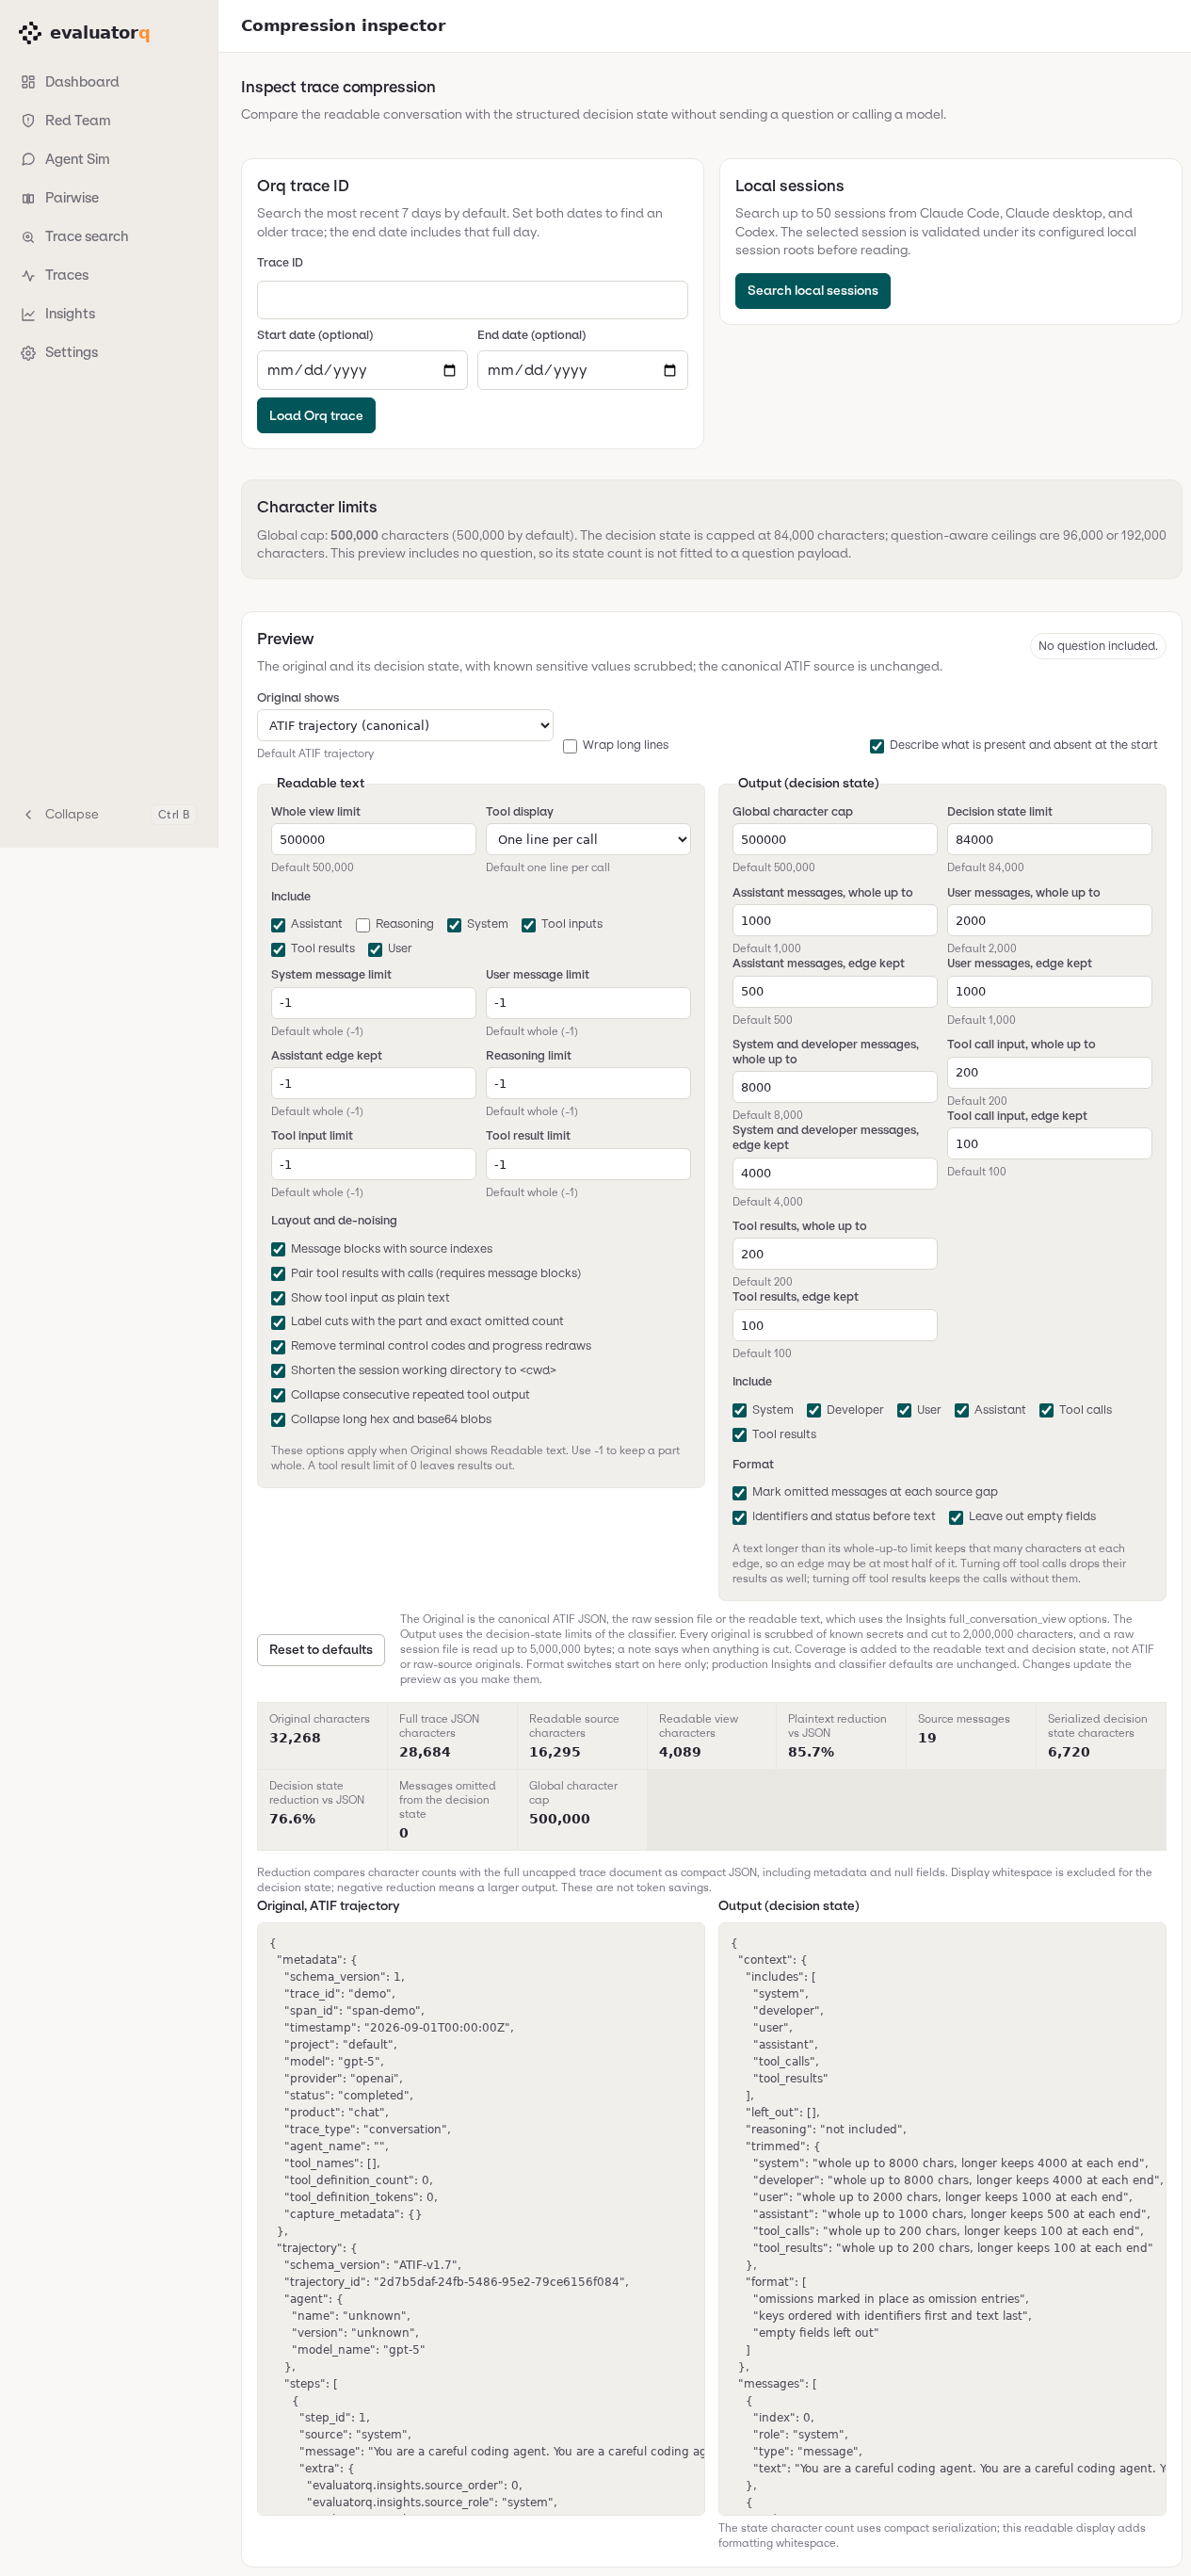 evaluatorq
Dashboard
Red Team
Agent Sim
Pairwise
Trace search
Traces
Insights
Settings
Collapse
Ctrl B
Compression inspector
Inspect trace compression
Compare the readable conversation with the structured decision state without sending a question or calling a model.
Orq trace ID
Search the most recent 7 days by default. Set both dates to find an
older trace; the end date includes that full day.
Trace ID
Start date (optional)
End date (optional)
mm/dd/yyyy
mm/dd/yyyy
Load Orq trace
Local sessions
Search up to 50 sessions from Claude Code, Claude desktop, and
Codex. The selected session is validated under its configured local
session roots before reading.
Search local sessions
Character limits
Global cap: 500,000 characters (500,000 by default). The decision state is capped at 84,000 characters; question-aware ceilings are 96,000 or 192,000
characters. This preview includes no question, so its state count is not fitted to a question payload.
Preview
No question included.
The original and its decision state, with known sensitive values scrubbed; the canonical ATIF source is unchanged.
Original shows
ATIF trajectory (canonical)
Default ATIF trajectory
Wrap long lines
Describe what is present and absent at the start
Readable text
Whole view limit
Tool display
500000
One line per call
Default 500,000
Default one line per call
Include
Assistant
Reasoning
System
Tool inputs
Tool results
User
System message limit
User message limit
-1
-1
Default whole (-1)
Default whole (-1)
Assistant edge kept
Reasoning limit
-1
-1
Default whole (-1)
Default whole (-1)
Tool input limit
Tool result limit
-1
-1
Default whole (-1)
Default whole (-1)
Layout and de-noising
Message blocks with source indexes
Pair tool results with calls (requires message blocks)
Show tool input as plain text
Label cuts with the part and exact omitted count
Remove terminal control codes and progress redraws
Shorten the session working directory to <cwd>
Collapse consecutive repeated tool output
Collapse long hex and base64 blobs
These options apply when Original shows Readable text. Use -1 to keep a part
whole. A tool result limit of 0 leaves results out.
Output (decision state)
Global character cap
Decision state limit
500000
84000
Default 500,000
Default 84,000
Assistant messages, whole up to
User messages, whole up to
1000
2000
Default 1,000
Default 2,000
Assistant messages, edge kept
User messages, edge kept
500
1000
Default 500
Default 1,000
System and developer messages,
whole up to
Tool call input, whole up to
8000
200
Default 8,000
Default 200
System and developer messages,
edge kept
Tool call input, edge kept
4000
100
Default 4,000
Default 100
Tool results, whole up to
200
Default 200
Tool results, edge kept
100
Default 100
Include
System
Developer
User
Assistant
Tool calls
Tool results
Format
Mark omitted messages at each source gap
Identifiers and status before text
Leave out empty fields
A text longer than its whole-up-to limit keeps that many characters at each
edge, so an edge may be at most half of it. Turning off tool calls drops their
results as well; turning off tool results keeps the calls without them.
Reset to defaults
The Original is the canonical ATIF JSON, the raw session file or the readable text, which uses the Insights full_conversation_view options. The
Output uses the decision-state limits of the classifier. Every original is scrubbed of known secrets and cut to 2,000,000 characters, and a raw
session file is read up to 5,000,000 bytes; a note says when anything is cut. Coverage is added to the readable text and decision state, not ATIF
or raw-source originals. Format switches start on here only; production Insights and classifier defaults are unchanged. Changes update the
preview as you make them.
Original characters
32,268
Full trace JSON
characters
28,684
Readable source
characters
16,295
Readable view
characters
4,089
Plaintext reduction
vs JSON
85.7%
Source messages
19
Serialized decision
state characters
6,720
Decision state
reduction vs JSON
76.6%
Messages omitted
from the decision
state
0
Global character
cap
500,000
Reduction compares character counts with the full uncapped trace document as compact JSON, including metadata and null fields. Display whitespace is excluded for the
decision state; negative reduction means a larger output. These are not token savings.
Original, ATIF trajectory
{
"metadata": {
"schema_version": 1,
"trace_id": "demo",
"span_id": "span-demo",
"timestamp": "2026-09-01T00:00:00Z",
"project": "default",
"model": "gpt-5",
"provider": "openai",
"status": "completed",
"product": "chat",
"trace_type": "conversation",
"agent_name": "",
"tool_names": [],
"tool_definition_count": 0,
"tool_definition_tokens": 0,
"capture_metadata": {}
},
"trajectory": {
"schema_version": "ATIF-v1.7",
"trajectory_id": "2d7b5daf-24fb-5486-95e2-79ce6156f084",
"agent": {
"name": "unknown",
"version": "unknown",
"model_name": "gpt-5"
},
"steps": [
{
"step_id": 1,
"source": "system",
"message": "You are a careful coding agent. You are a careful coding ag
"extra": {
"evaluatorq.insights.source_order": 0,
"evaluatorq.insights.source_role": "system",
Output (decision state)
{
"context": {
"includes": [
"system",
"developer",
"user",
"assistant",
"tool_calls",
"tool_results"
],
"left_out": [],
"reasoning": "not included",
"trimmed": {
"system": "whole up to 8000 chars, longer keeps 4000 at each end",
"developer": "whole up to 8000 chars, longer keeps 4000 at each end",
"user": "whole up to 2000 chars, longer keeps 1000 at each end",
"assistant": "whole up to 1000 chars, longer keeps 500 at each end",
"tool_calls": "whole up to 200 chars, longer keeps 100 at each end",
"tool_results": "whole up to 200 chars, longer keeps 100 at each end"
},
"format": [
"omissions marked in place as omission entries",
"keys ordered with identifiers first and text last",
"empty fields left out"
]
},
"messages": [
{
"index": 0,
"role": "system",
"type": "message",
"text": "You are a careful coding agent. You are a careful coding agent. Y
},
{
The state character count uses compact serialization; this readable display adds
formatting whitespace.